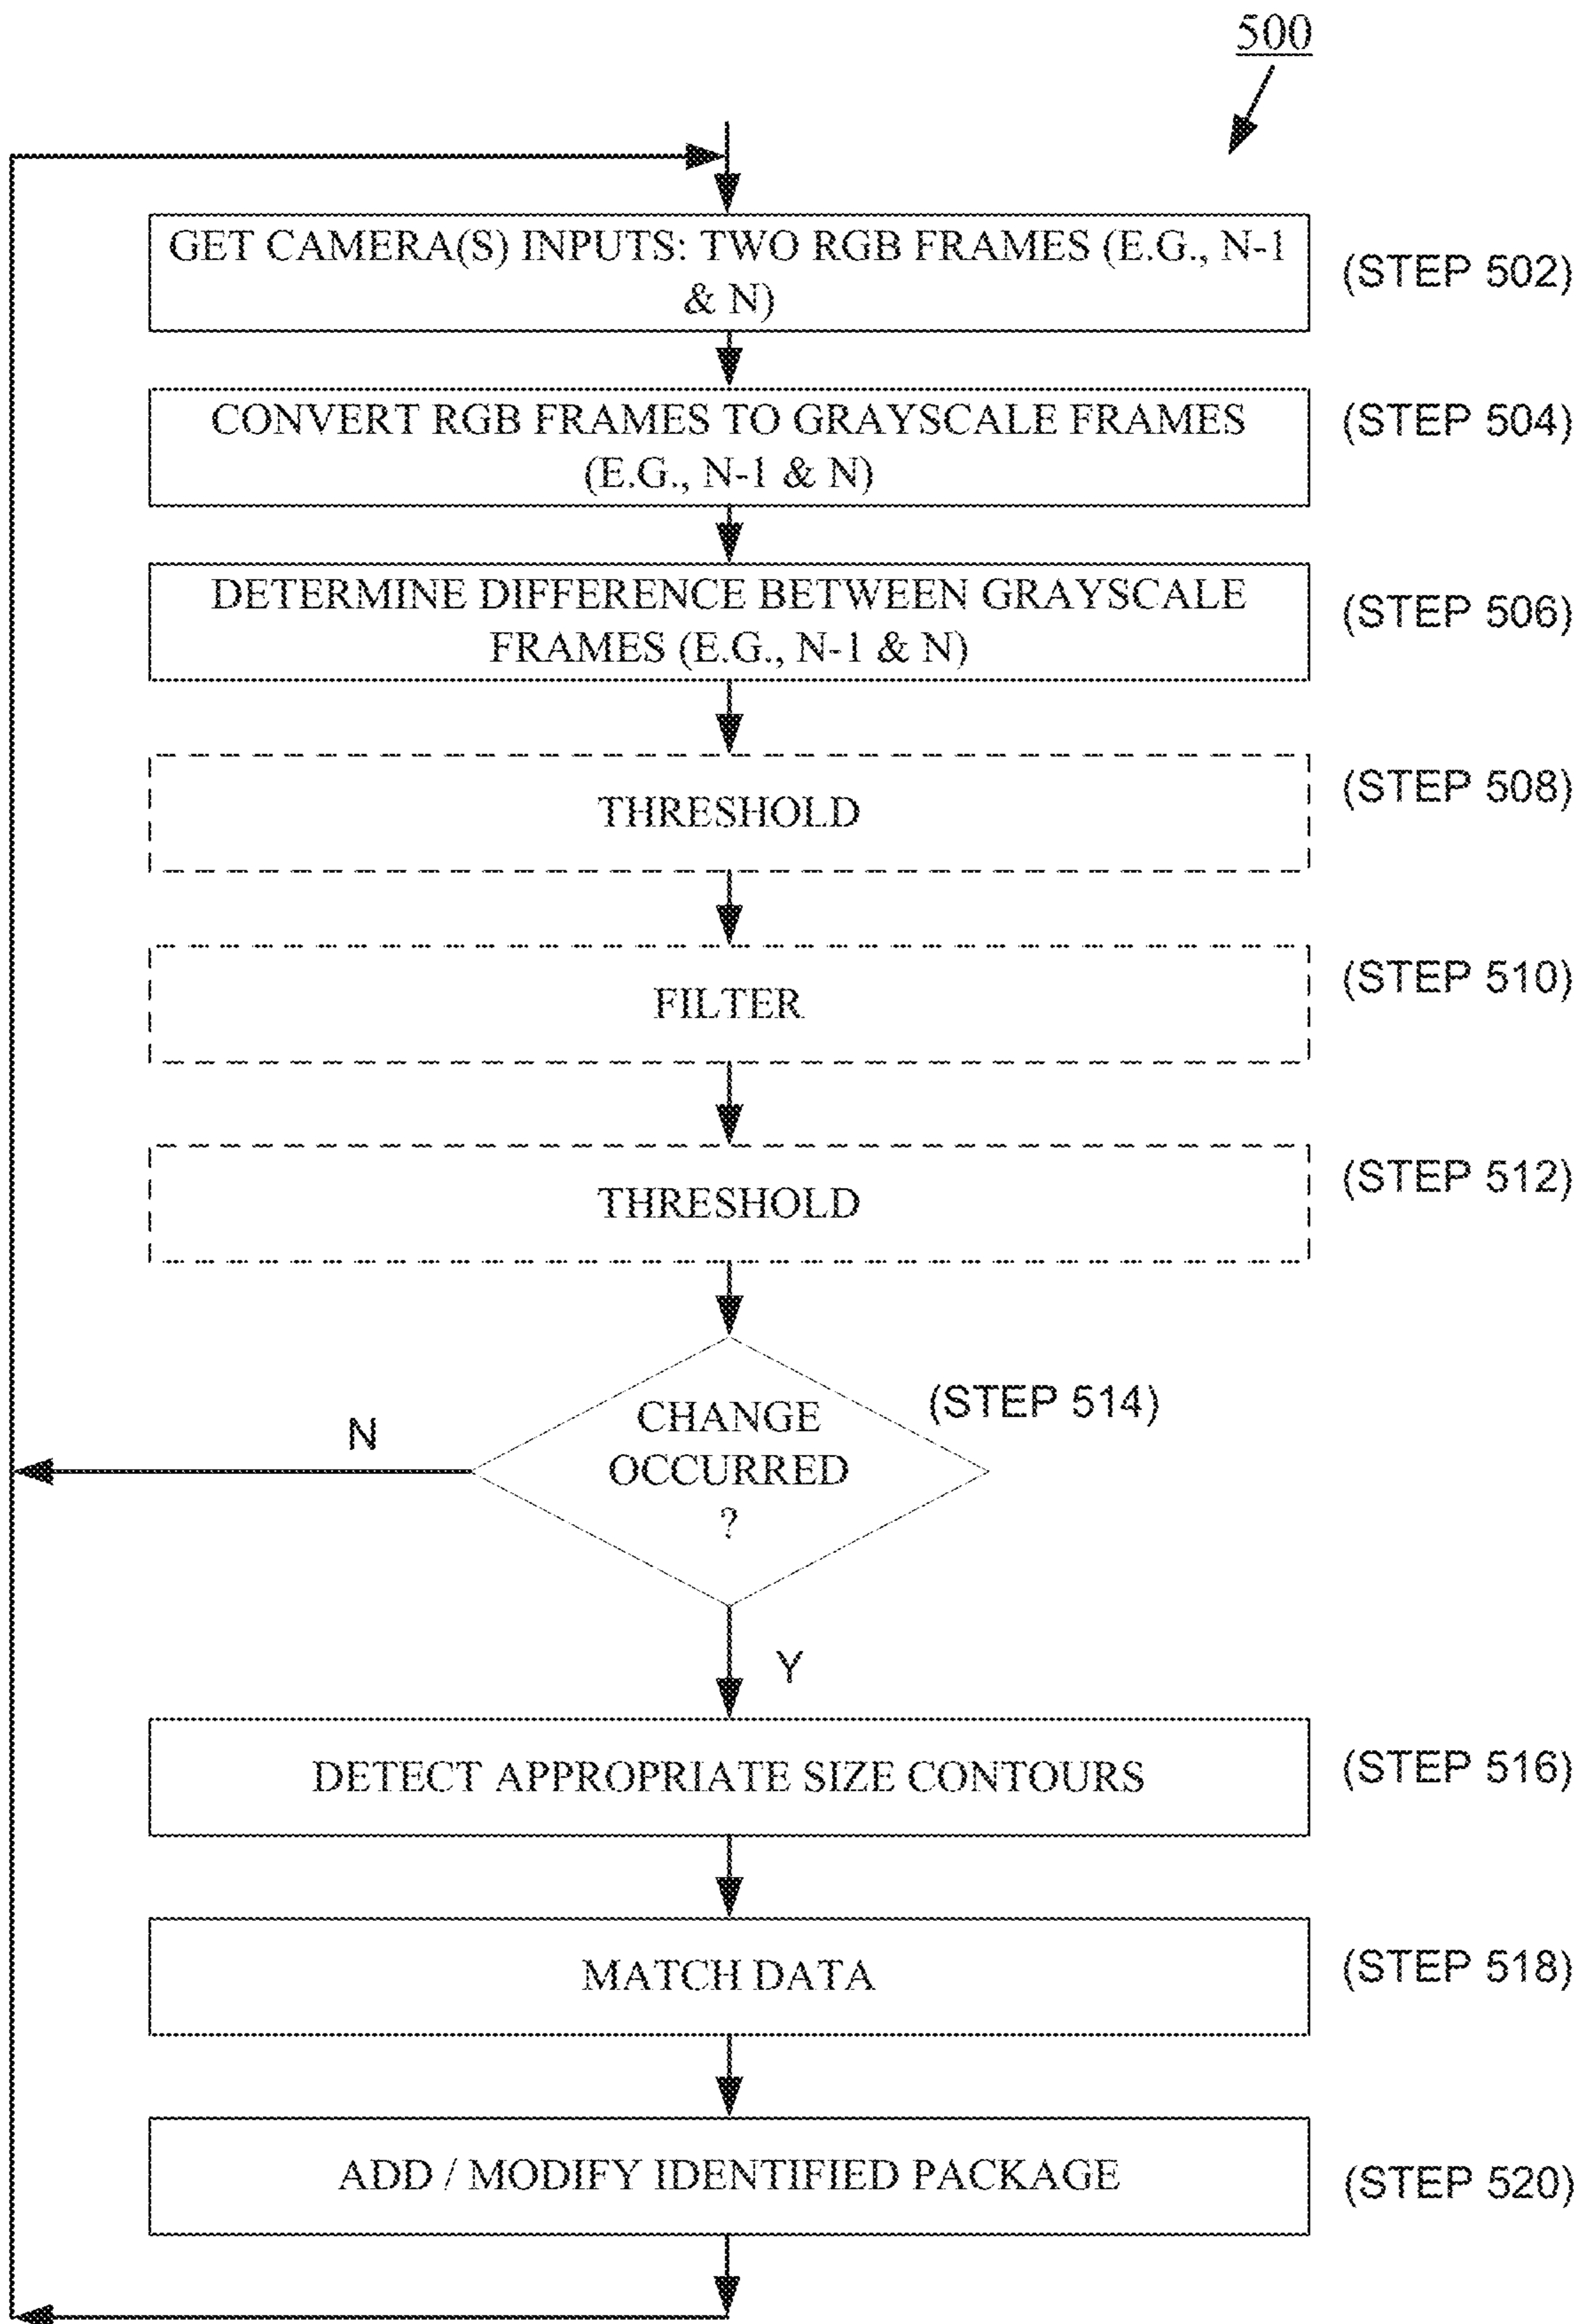 500
GET CAMERA(S) INPUTS: TWO RGB FRAMES (E.G., N-1
& N)
(STEP 502)
CONVERT RGB FRAMES TO GRAYSCALE FRAMES
(E.G., N-1 & N)
(STEP 504)
DETERMINE DIFFERENCE BETWEEN GRAYSCALE
FRAMES (E.G., N-1 & N)
(STEP 506)
THRESHOLD
(STEP 508)
FILTER
(STEP 510)
THRESHOLD
(STEP 512)
CHANGE
OCCURRED
?
(STEP 514)
N
Y
DETECT APPROPRIATE SIZE CONTOURS
(STEP 516)
MATCH DATA
(STEP 518)
ADD / MODIFY IDENTIFIED PACKAGE
(STEP 520)